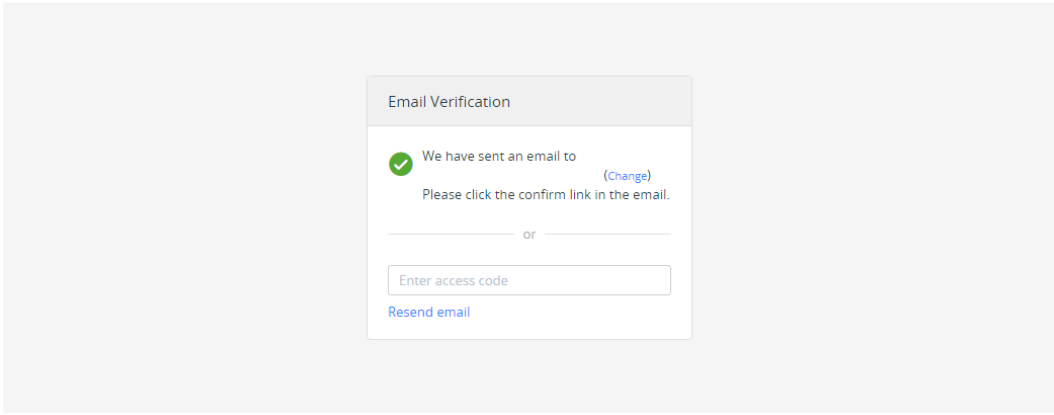 Email Verification
We have sent an email to
(Change)
Please click the confirm link in the email.
or
Enter access code
Resend email